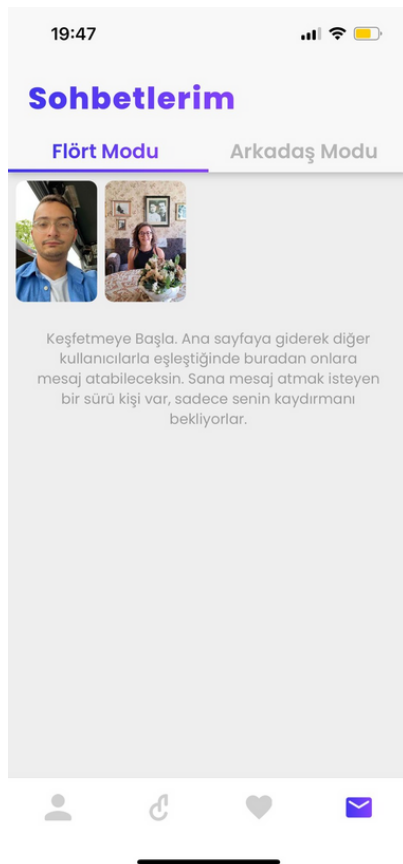 19:47
Sohbetlerim
Flört Modu
Arkadaş Modu
Keşfetmeye Başla. Ana sayfaya giderek diğer
kullanıcılarla eşleştiğinde buradan onlara
mesaj atabileceksin. Sana mesaj atmak isteyen
bir sürü kişi var, sadece senin kaydırmanı
bekliyorlar.